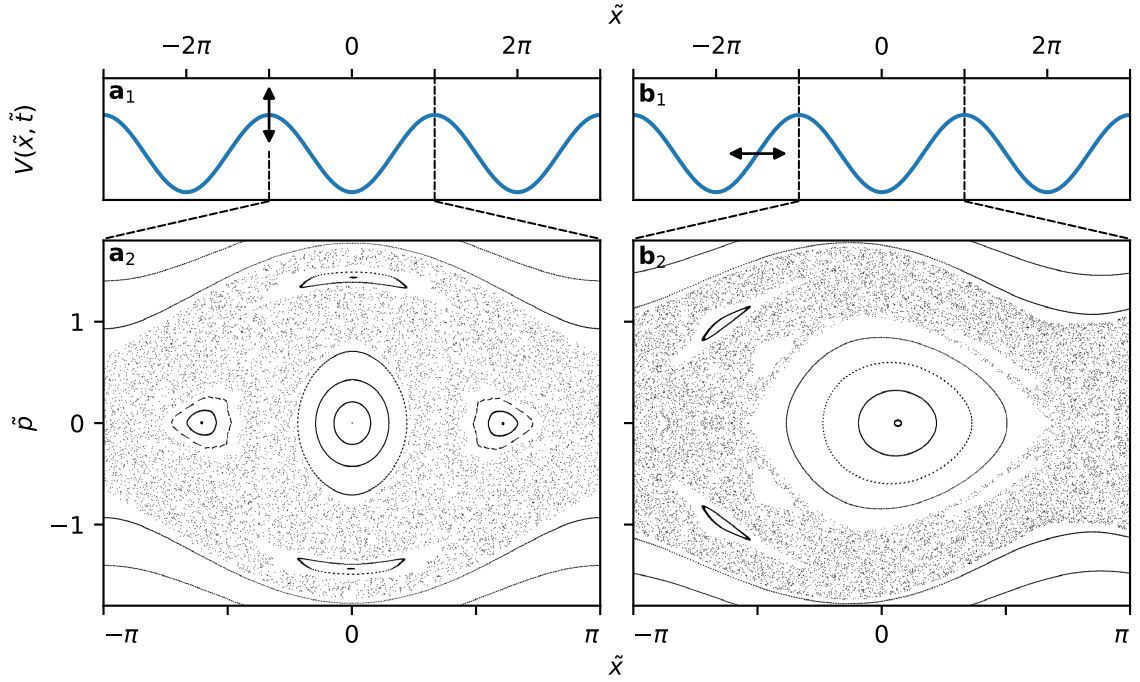 x̃
−2π 0 2π −2π 0 2π
a₁ b₁
V(x̃, t̃)
a₂ b₂
1
0
−1
p̃
−π 0 π −π 0 π
x̃